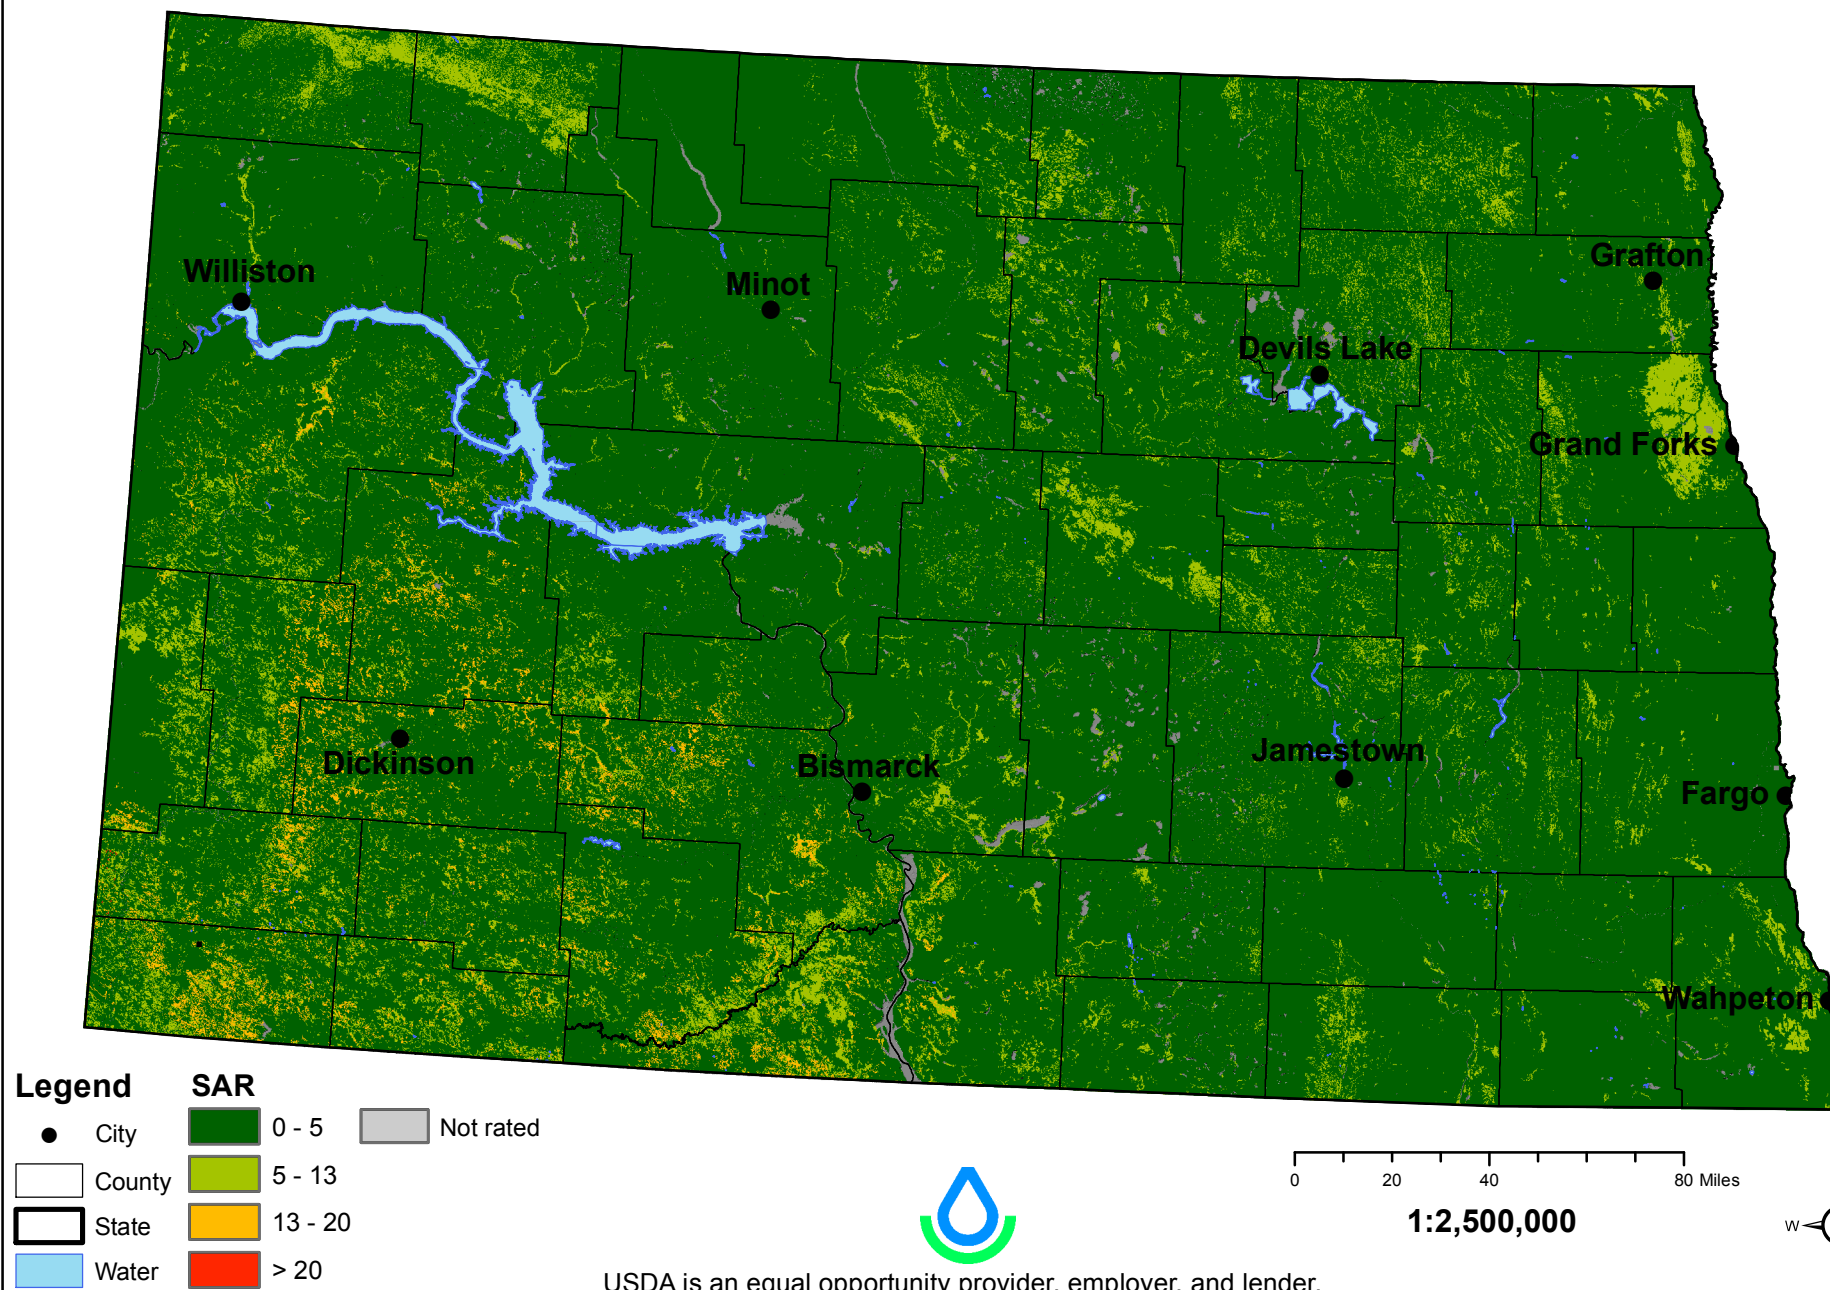 Williston
Minot
Grafton
Devils Lake
Grand Forks
Dickinson
Bismarck
Jamestown
Fargo
Wahpeton
Legend
City
County
State
Water
SAR
0 - 5
5 - 13
13 - 20
> 20
Not rated
0 20 40 80 Miles
1:2,500,000
W
USDA is an equal opportunity provider, employer, and lender.